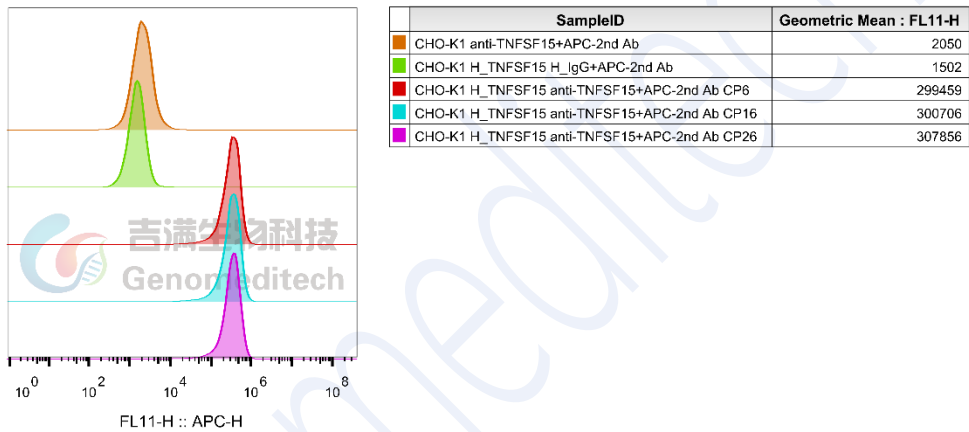 SampleID Geometric Mean : FL11-H
CHO-K1 anti-TNFSF15+APC-2nd Ab 2050
CHO-K1 H_TNFSF15 H_IgG+APC-2nd Ab 1502
CHO-K1 H_TNFSF15 anti-TNFSF15+APC-2nd Ab CP6 299459
CHO-K1 H_TNFSF15 anti-TNFSF15+APC-2nd Ab CP16 300706
CHO-K1 H_TNFSF15 anti-TNFSF15+APC-2nd Ab CP26 307856
吉满生物科技
Genomeditech
10^0 10^2 10^4 10^6 10^8
FL11-H :: APC-H
meditech